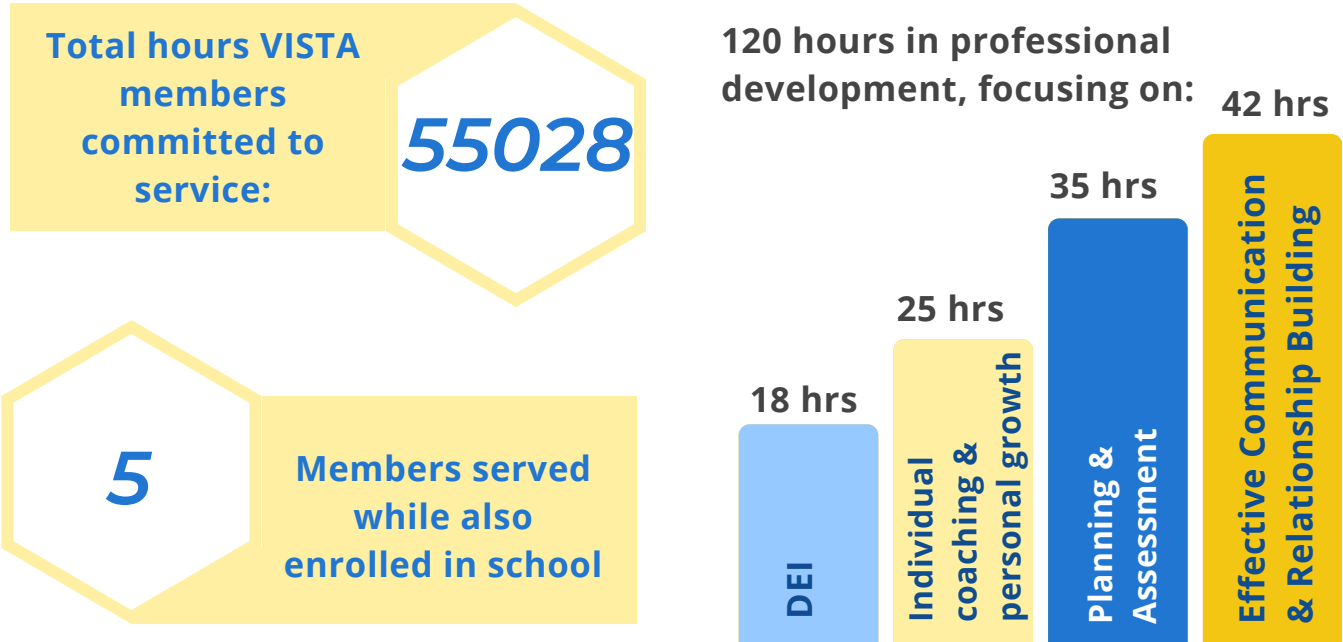 Total hours VISTA
members
committed to
service:
55028
5
Members served
while also
enrolled in school
120 hours in professional
development, focusing on:
18 hrs
DEI
25 hrs
Individual
coaching &
personal growth
35 hrs
Planning &
Assessment
42 hrs
Effective Communication
& Relationship Building